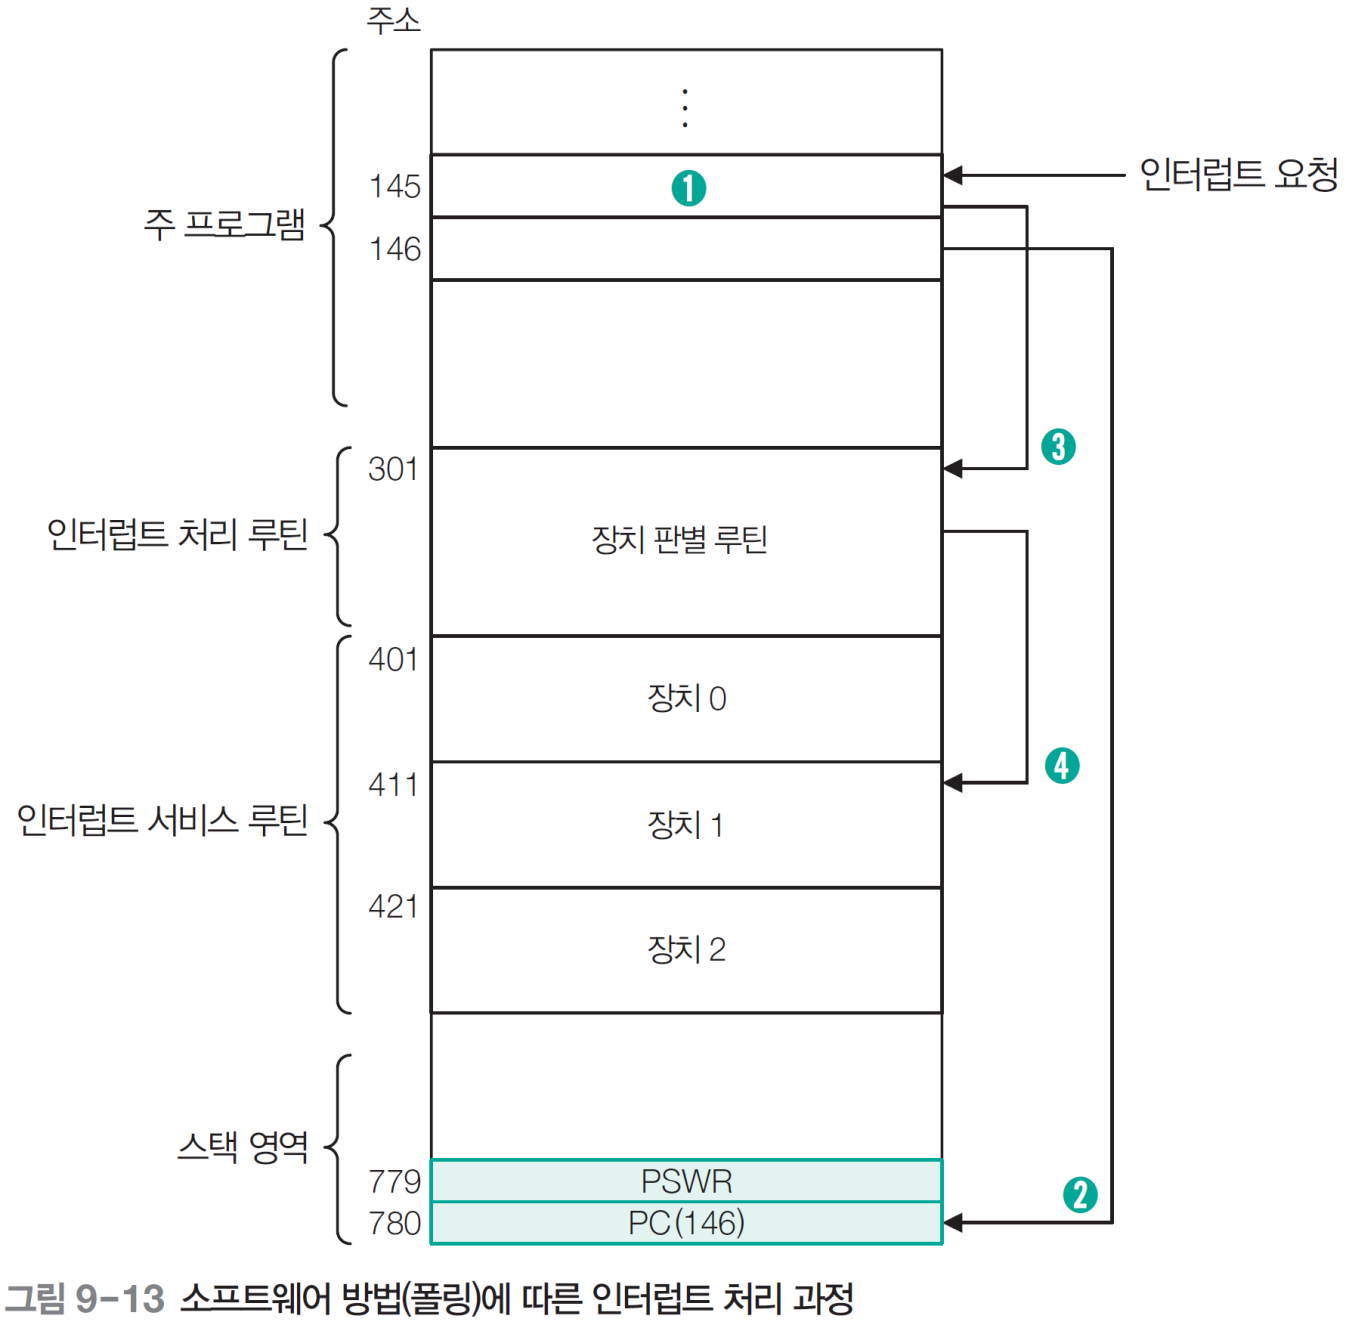 주소
⋮
145 ❶ 인터럽트 요청
주 프로그램
146
❸
301
인터럽트 처리 루틴
장치 판별 루틴
401
장치 0
❹
411
인터럽트 서비스 루틴
장치 1
421
장치 2
스택 영역
779 PSWR
❷
780 PC(146)
그림 9-13 소프트웨어 방법(폴링)에 따른 인터럽트 처리 과정